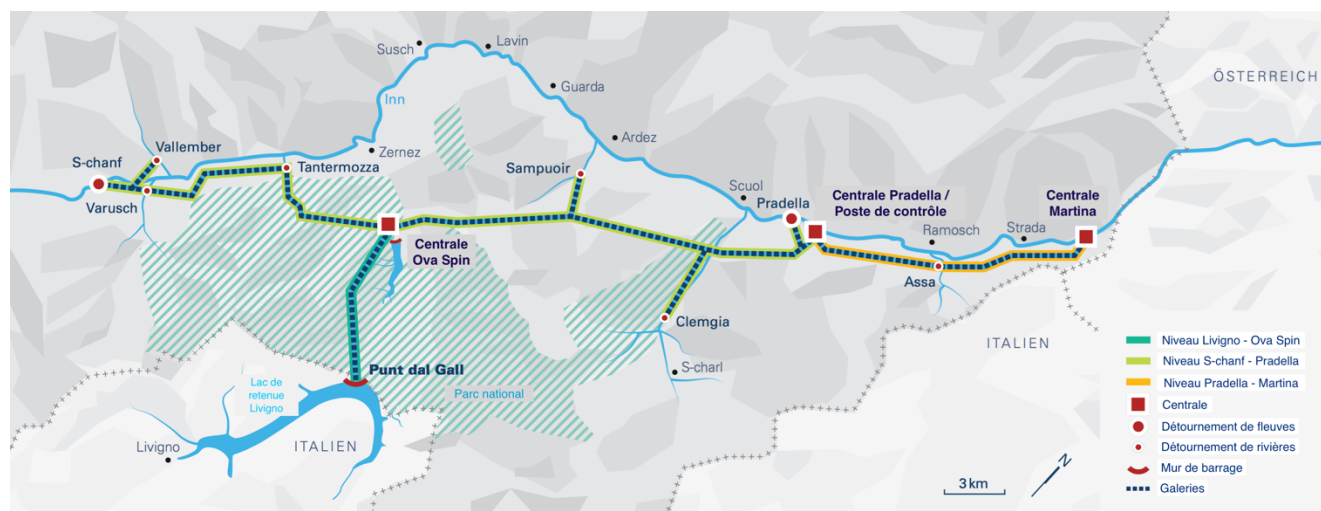 Susch
Lavin
ÖSTERREICH
Guarda
Inn
Ardez
Vallember
Zernez
S-chanf
Tantermozza
Sampuoir
Scuol
Centrale Pradella /
Poste de contrôle
Centrale
Martina
Varusch
Pradella
Ramosch
Strada
Centrale
Ova Spin
Assa
Clemgia
ITALIEN
Punt dal Gall
S-charl
Lac de
retenue
Livigno
Parc national
Livigno
ITALIEN
3 km
N
Niveau Livigno - Ova Spin
Niveau S-chanf - Pradella
Niveau Pradella - Martina
Centrale
Détournement de fleuves
Détournement de rivières
Mur de barrage
Galeries